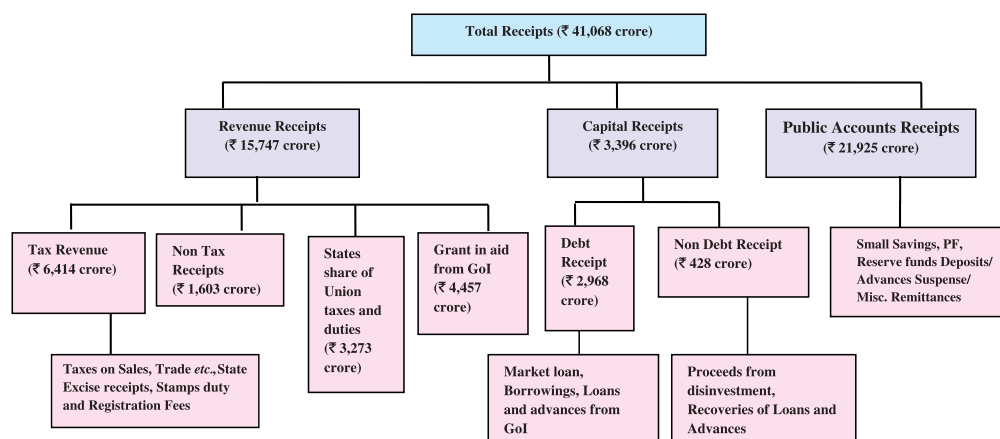 Total Receipts (₹ 41,068 crore)
Revenue Receipts
(₹ 15,747 crore)
Capital Receipts
(₹ 3,396 crore)
Public Accounts Receipts
(₹ 21,925 crore)
Tax Revenue
(₹ 6,414 crore)
Non Tax
Receipts
(₹ 1,603 crore)
States
share of
Union
taxes and
duties
(₹ 3,273
crore)
Grant in aid
from GoI
(₹ 4,457
crore)
Debt
Receipt
(₹ 2,968
crore)
Non Debt Receipt
(₹ 428 crore)
Small Savings, PF,
Reserve funds Deposits/
Advances Suspense/
Misc. Remittances
Taxes on Sales, Trade etc., State
Excise receipts, Stamps duty
and Registration Fees
Market loan,
Borrowings, Loans
and advances from
GoI
Proceeds from
disinvestment,
Recoveries of Loans and
Advances